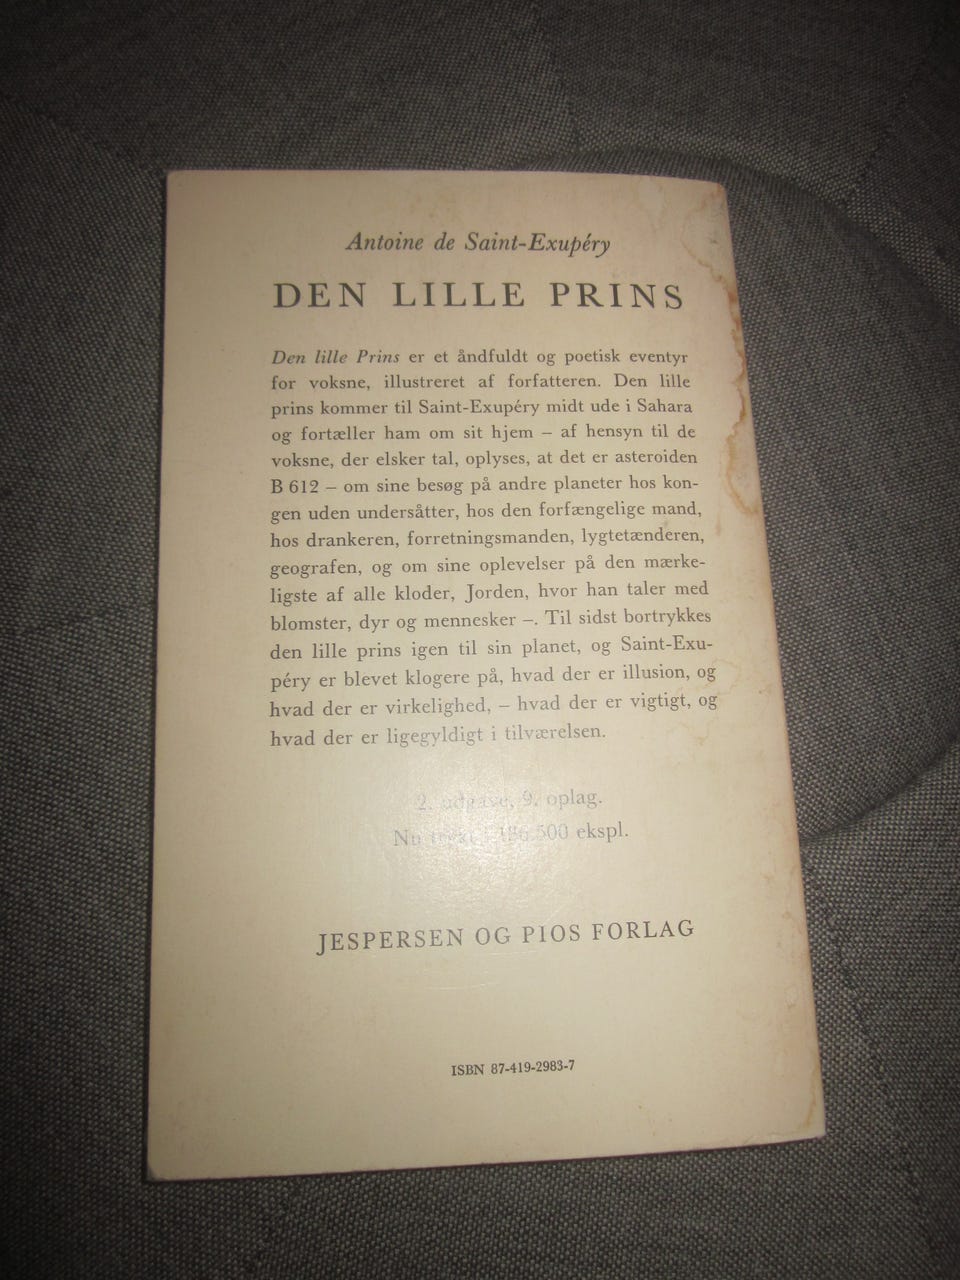 Antoine de Saint-Exupéry
DEN LILLE PRINS
Den lille Prins er et åndfuldt og poetisk eventyr
for voksne, illustreret af forfatteren. Den lille
prins kommer til Saint-Exupéry midt ude i Sahara
og fortæller ham om sit hjem – af hensyn til de
voksne, der elsker tal, oplyses, at det er asteroiden
B 612 – om sine besøg på andre planeter hos kon-
gen uden undersåtter, hos den forfængelige mand,
hos drankeren, forretningsmanden, lygtetænderen,
geografen, og om sine oplevelser på den mærke-
ligste af alle kloder, Jorden, hvor han taler med
blomster, dyr og mennesker –. Til sidst bortrykkes
den lille prins igen til sin planet, og Saint-Exu-
péry er blevet klogere på, hvad der er illusion, og
hvad der er virkelighed, – hvad der er vigtigt, og
hvad der er ligegyldigt i tilværelsen.
2. udgave, 9. oplag.
Nu trykt i ekspl.
JESPERSEN OG PIOS FORLAG
ISBN 87-419-2983-7